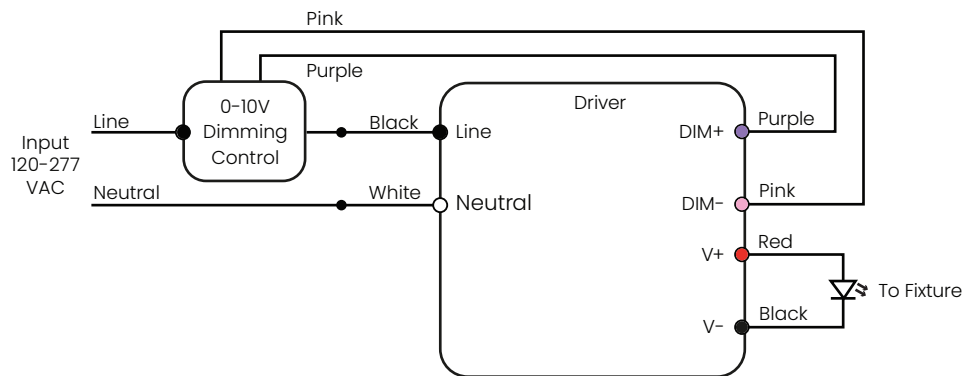 Pink
Purple
0-10V
Dimming
Control
Line
Input
120-277
VAC
Neutral
Black
White
Driver
Line
Neutral
DIM+
Purple
DIM-
Pink
V+
Red
To Fixture
V-
Black